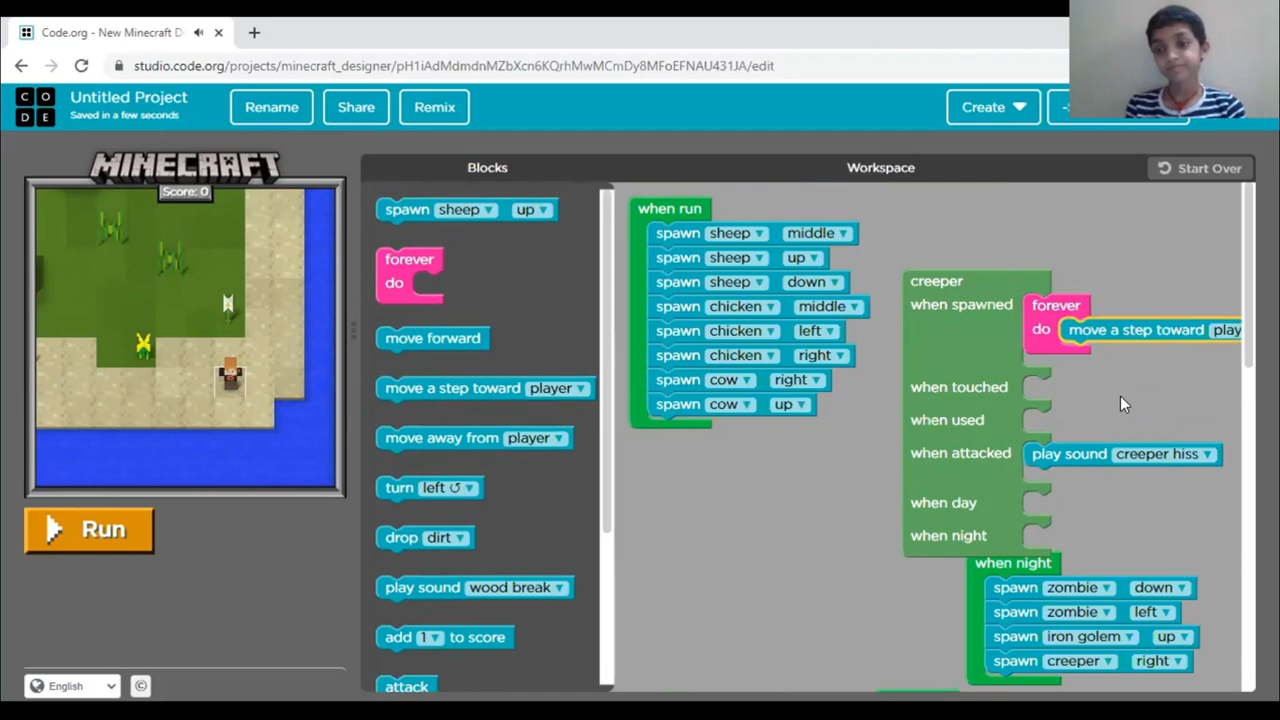 Code.org - New Minecraft D
studio.code.org/projects/minecraft_designer/pH1iAdMdmdnMZbXcn6KQrhMwMCmDy8MFoEFNAU431JA/edit
CODE
Untitled Project
Saved in a few seconds
Rename
Share
Remix
Create
MINECRAFT
Score: 0
Run
English
©
Blocks
spawn sheep up
forever
do
move forward
move a step toward player
move away from player
turn left
drop dirt
play sound wood break
add 1 to score
attack
Workspace
Start Over
when run
spawn sheep middle
spawn sheep up
spawn sheep down
spawn chicken middle
spawn chicken left
spawn chicken right
spawn cow right
spawn cow up
creeper
when spawned forever
do move a step toward play
when touched
when used
when attacked play sound creeper hiss
when day
when night
when night
spawn zombie down
spawn zombie left
spawn iron golem up
spawn creeper right